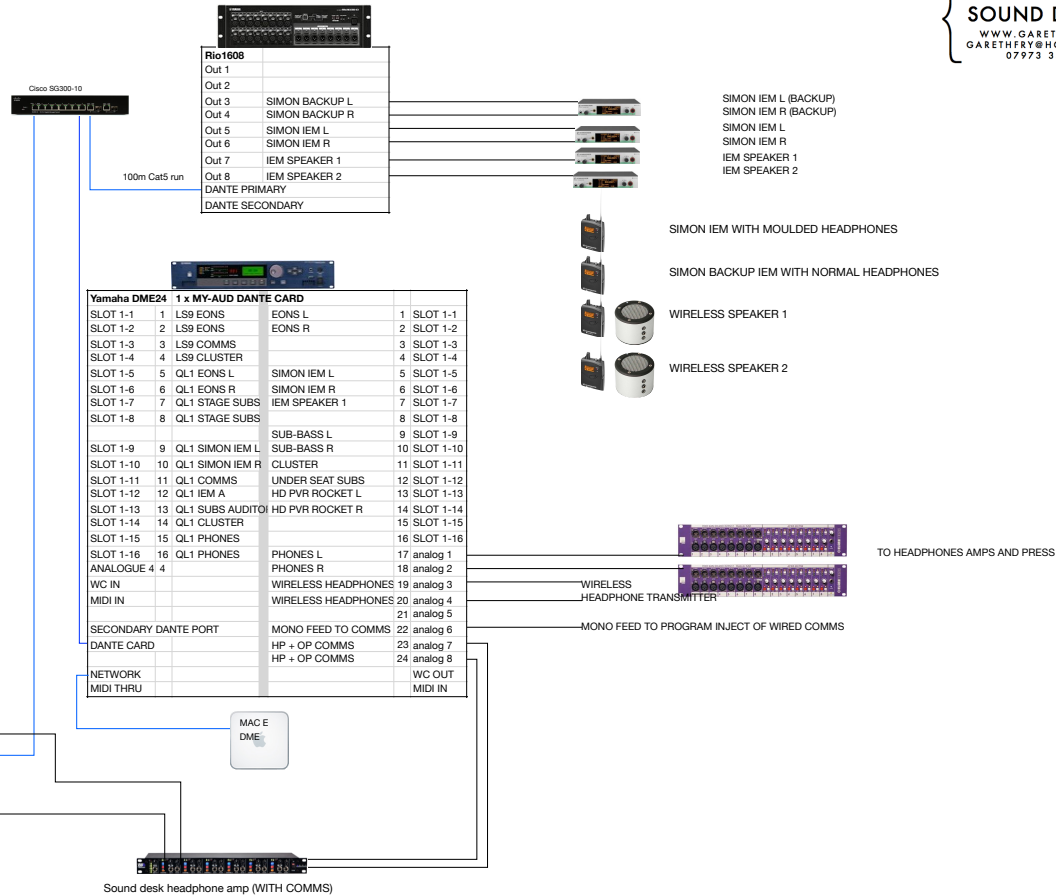 SOUND D
WWW.GARET
GARETHFRY@HO
07973 3
Cisco SG300-10
100m Cat5 run
Rio1608
Out 1
Out 2
Out 3 SIMON BACKUP L
Out 4 SIMON BACKUP R
Out 5 SIMON IEM L
Out 6 SIMON IEM R
Out 7 IEM SPEAKER 1
Out 8 IEM SPEAKER 2
DANTE PRIMARY
DANTE SECONDARY
SIMON IEM L (BACKUP)
SIMON IEM R (BACKUP)
SIMON IEM L
SIMON IEM R
IEM SPEAKER 1
IEM SPEAKER 2
SIMON IEM WITH MOULDED HEADPHONES
SIMON BACKUP IEM WITH NORMAL HEADPHONES
WIRELESS SPEAKER 1
WIRELESS SPEAKER 2
Yamaha DME24 1 x MY-AUD DANTE CARD
SLOT 1-1 1 LS9 EONS EONS L 1 SLOT 1-1
SLOT 1-2 2 LS9 EONS EONS R 2 SLOT 1-2
SLOT 1-3 3 LS9 COMMS 3 SLOT 1-3
SLOT 1-4 4 LS9 CLUSTER 4 SLOT 1-4
SLOT 1-5 5 QL1 EONS L SIMON IEM L 5 SLOT 1-5
SLOT 1-6 6 QL1 EONS R SIMON IEM R 6 SLOT 1-6
SLOT 1-7 7 QL1 STAGE SUBS IEM SPEAKER 1 7 SLOT 1-7
SLOT 1-8 8 QL1 STAGE SUBS 8 SLOT 1-8
SUB-BASS L 9 SLOT 1-9
SLOT 1-9 9 QL1 SIMON IEM L SUB-BASS R 10 SLOT 1-10
SLOT 1-10 10 QL1 SIMON IEM R CLUSTER 11 SLOT 1-11
SLOT 1-11 11 QL1 COMMS UNDER SEAT SUBS 12 SLOT 1-12
SLOT 1-12 12 QL1 IEM A HD PVR ROCKET L 13 SLOT 1-13
SLOT 1-13 13 QL1 SUBS AUDITOI HD PVR ROCKET R 14 SLOT 1-14
SLOT 1-14 14 QL1 CLUSTER 15 SLOT 1-15
SLOT 1-15 15 QL1 PHONES 16 SLOT 1-16
SLOT 1-16 16 QL1 PHONES PHONES L 17 analog 1
ANALOGUE 4 4 PHONES R 18 analog 2
WC IN WIRELESS HEADPHONES 19 analog 3
MIDI IN WIRELESS HEADPHONES 20 analog 4
21 analog 5
SECONDARY DANTE PORT MONO FEED TO COMMS 22 analog 6
DANTE CARD HP + OP COMMS 23 analog 7
HP + OP COMMS 24 analog 8
NETWORK WC OUT
MIDI THRU MIDI IN
TO HEADPHONES AMPS AND PRESS
WIRELESS
HEADPHONE TRANSMITTER
MONO FEED TO PROGRAM INJECT OF WIRED COMMS
MAC E
DME
Sound desk headphone amp (WITH COMMS)